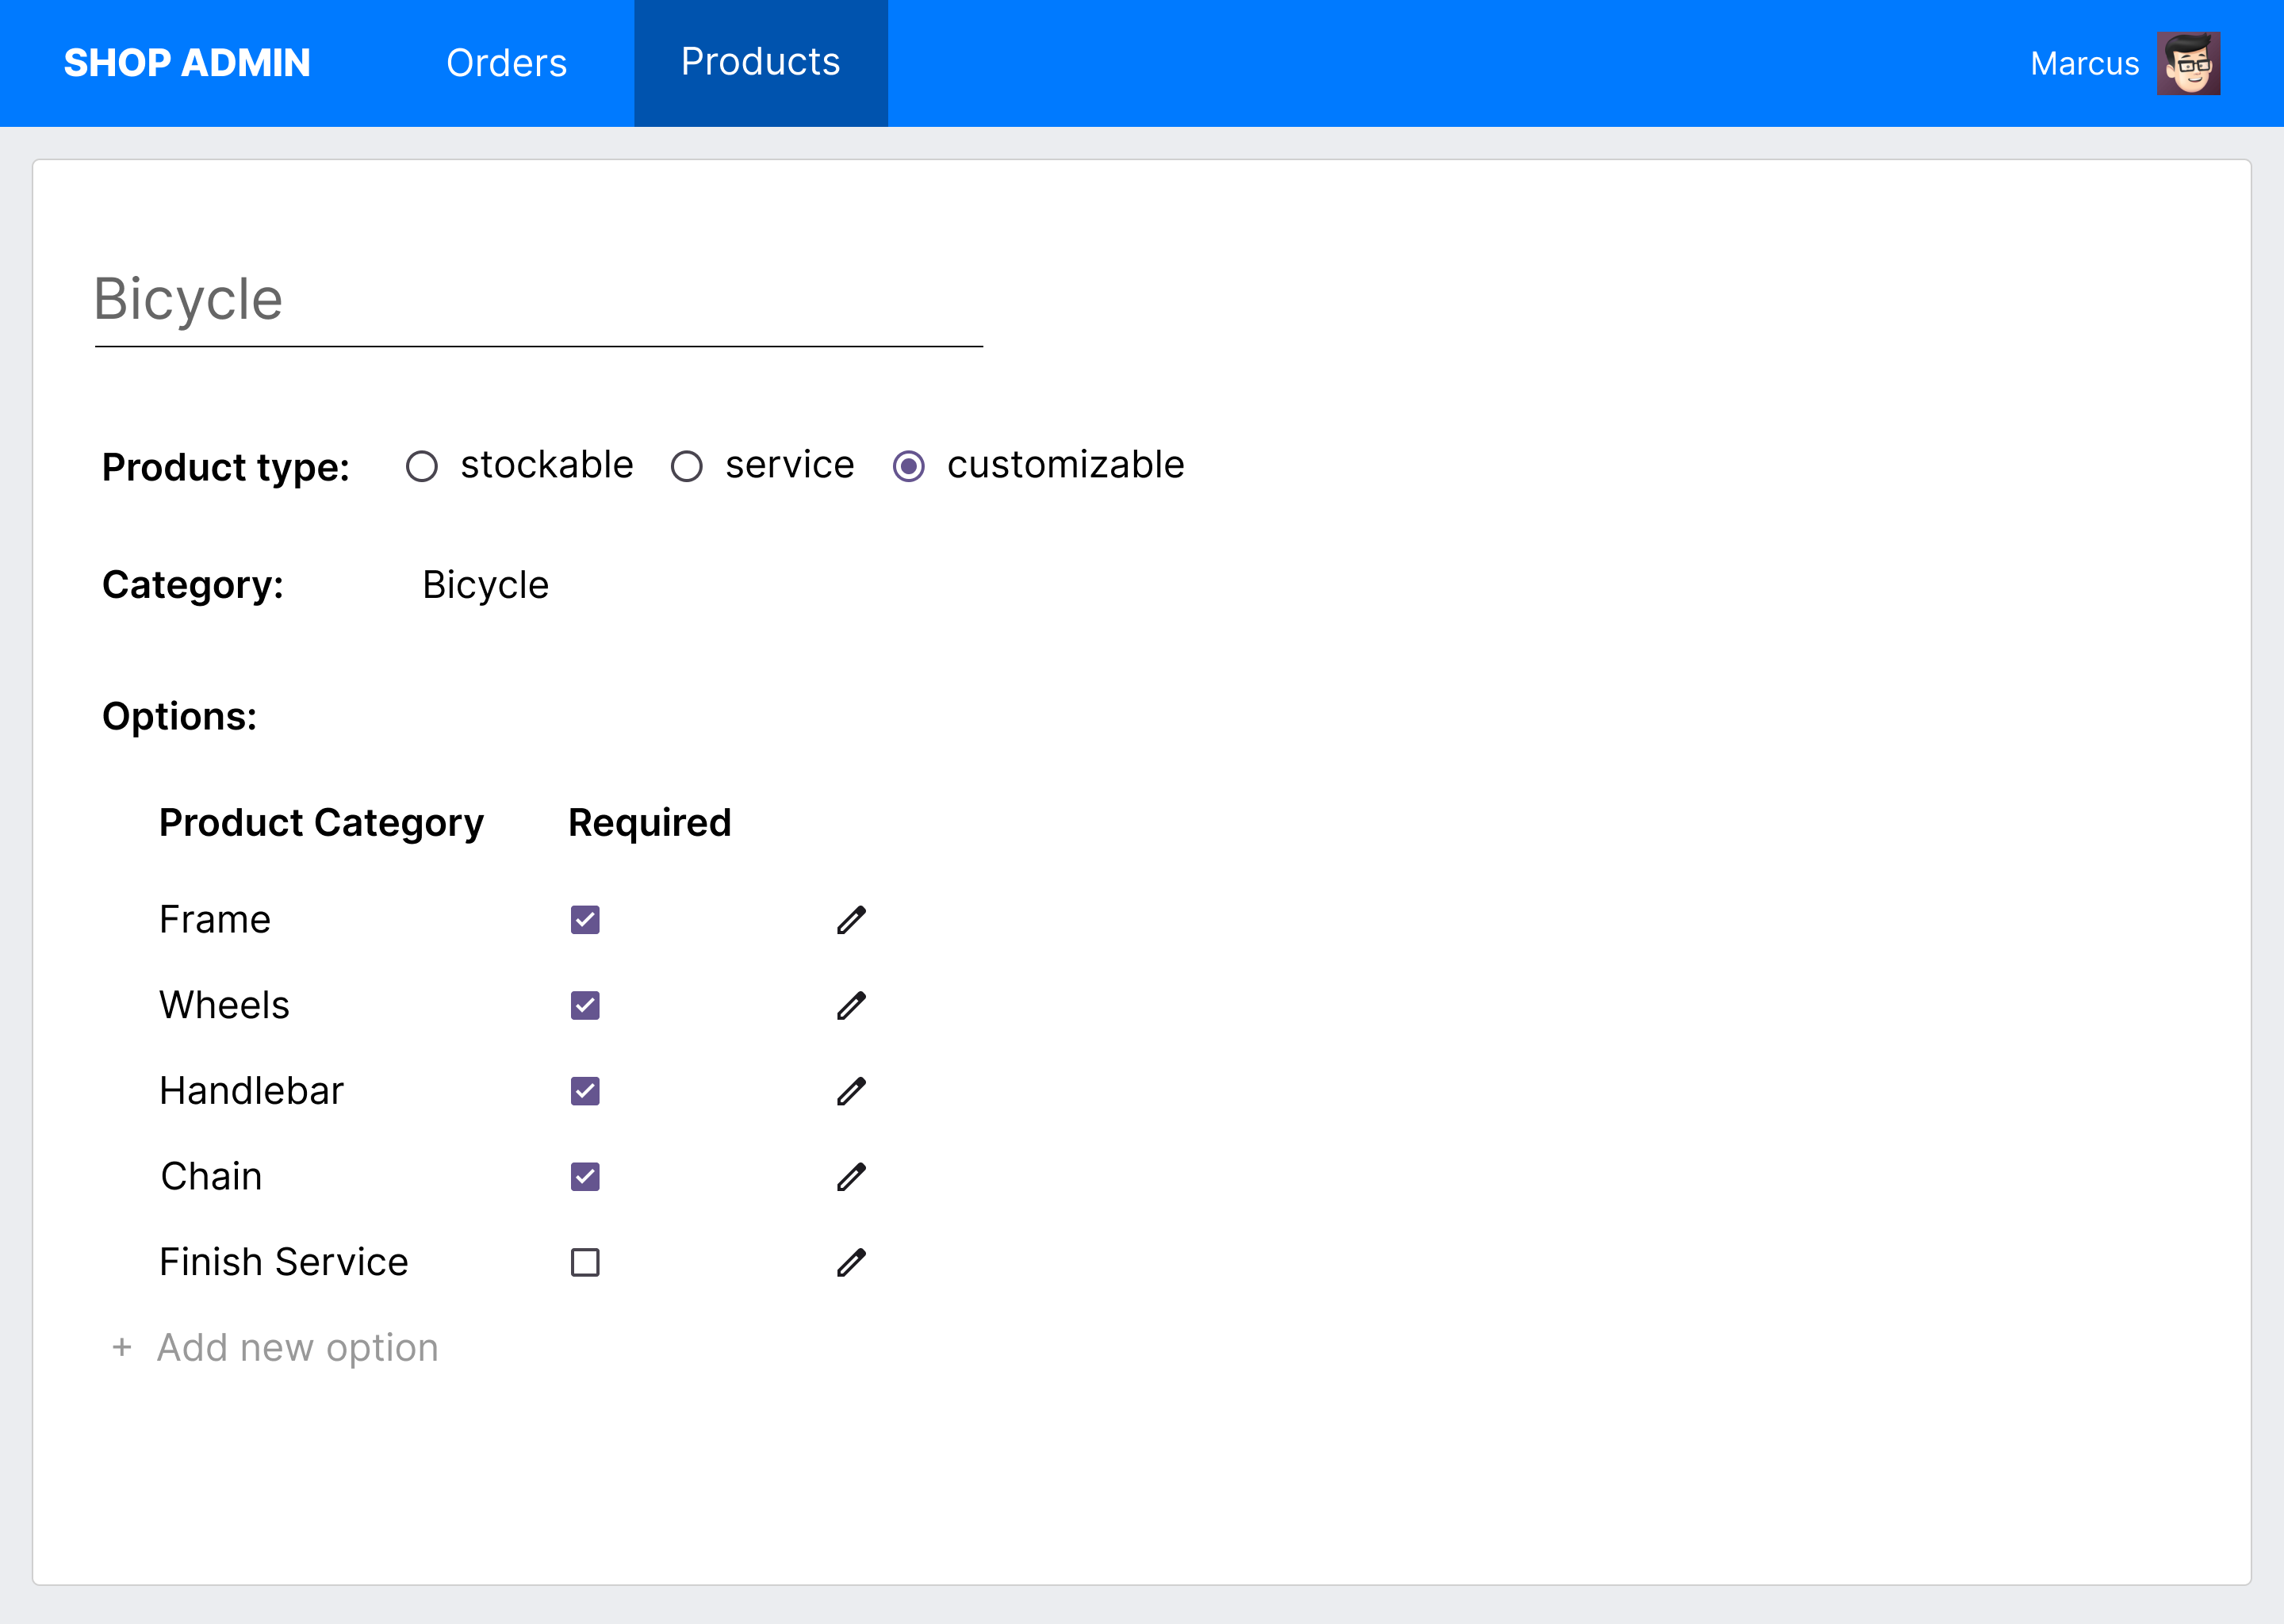 SHOP ADMIN Orders Products Marcus
Bicycle
Product type: stockable service customizable
Category: Bicycle
Options:
Product Category Required
Frame
Wheels
Handlebar
Chain
Finish Service
+ Add new option